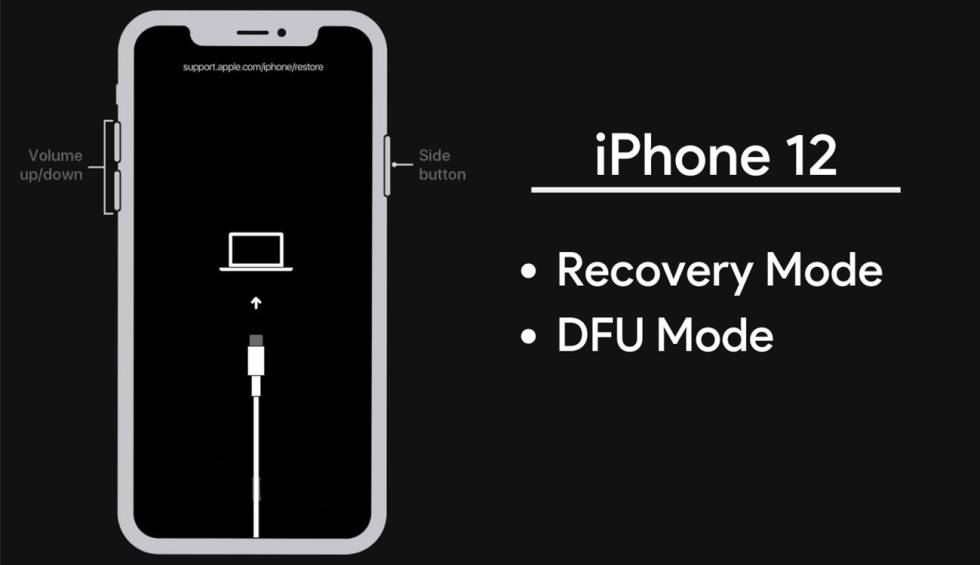 support.apple.com/iphone/restore
Volume
up/down
Side
button
iPhone 12
• Recovery Mode
• DFU Mode